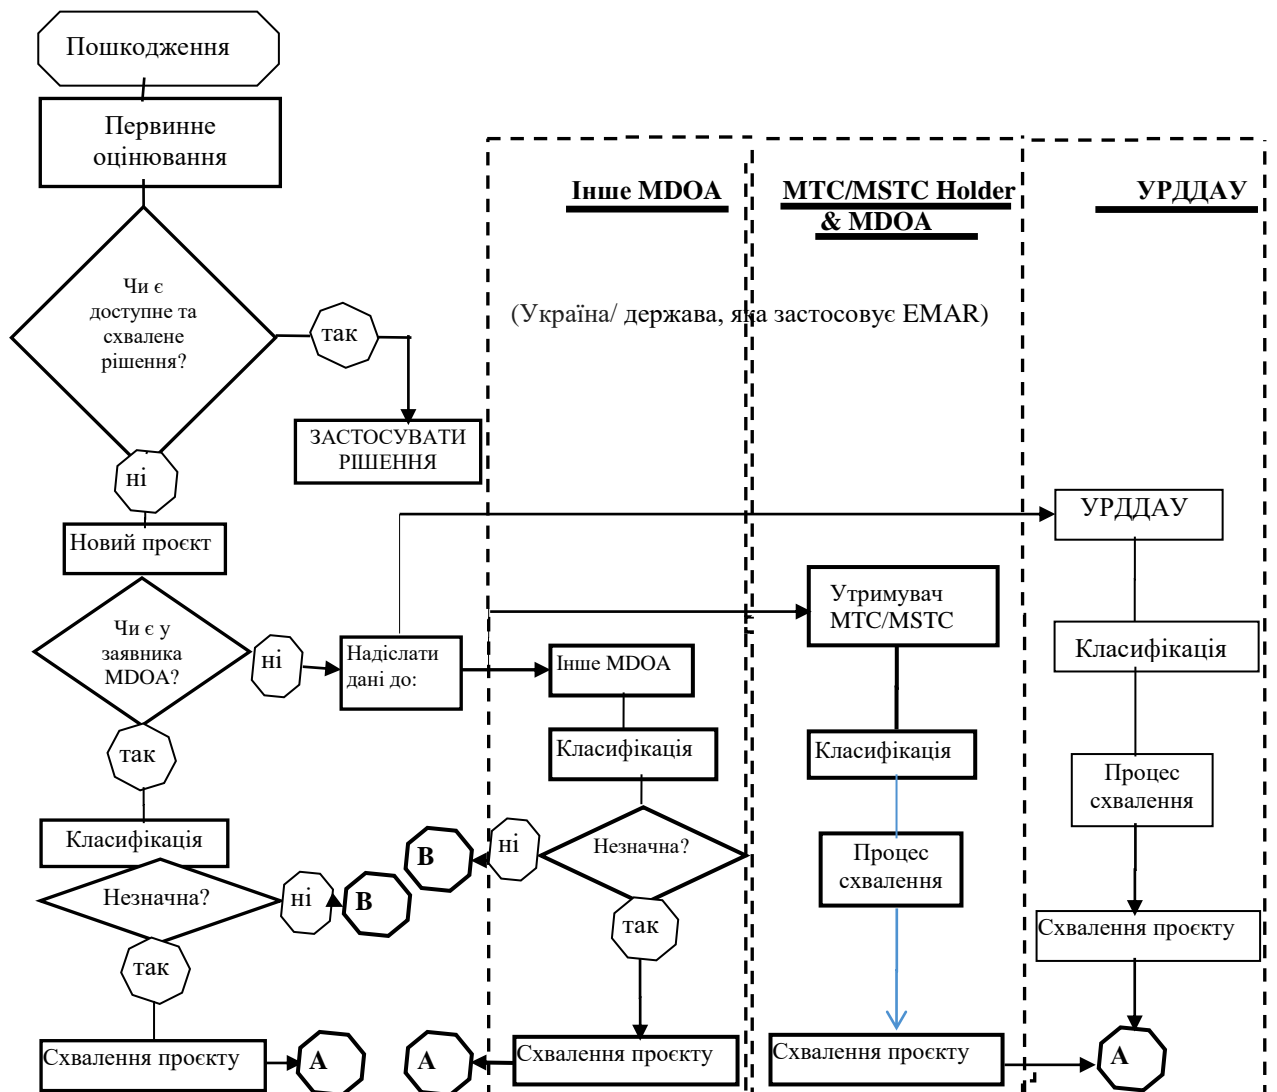 Пошкодження
Первинне
оцінювання
Інше MDOA
MTC/MSTC Holder
& MDOA
УРДДАУ
Чи є
доступне та
схвалене
рішення?
так
(Україна/ держава, яка застосовує EMAR)
ЗАСТОСУВАТИ
РІШЕННЯ
ні
Новий проєкт
УРДДАУ
Чи є у
заявника
MDOA?
ні
Надіслати
дані до:
Інше MDOA
Утримувач
MTC/MSTC
Класифікація
так
Класифікація
Класифікація
Процес
схвалення
Класифікація
Незначна?
ні
B
B
ні
Незначна?
Процес
схвалення
так
так
Схвалення проєкту
Схвалення проєкту
A
A
Схвалення проєкту
Схвалення проєкту
A